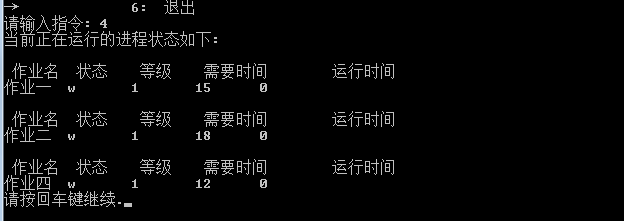 → 6: 退出
请输入指令: 4
当前正在运行的进程状态如下:
作业名 状态 等级 需要时间 运行时间
作业一 w 1 15 0
作业名 状态 等级 需要时间 运行时间
作业二 w 1 18 0
作业名 状态 等级 需要时间 运行时间
作业四 w 1 12 0
请按回车键继续.